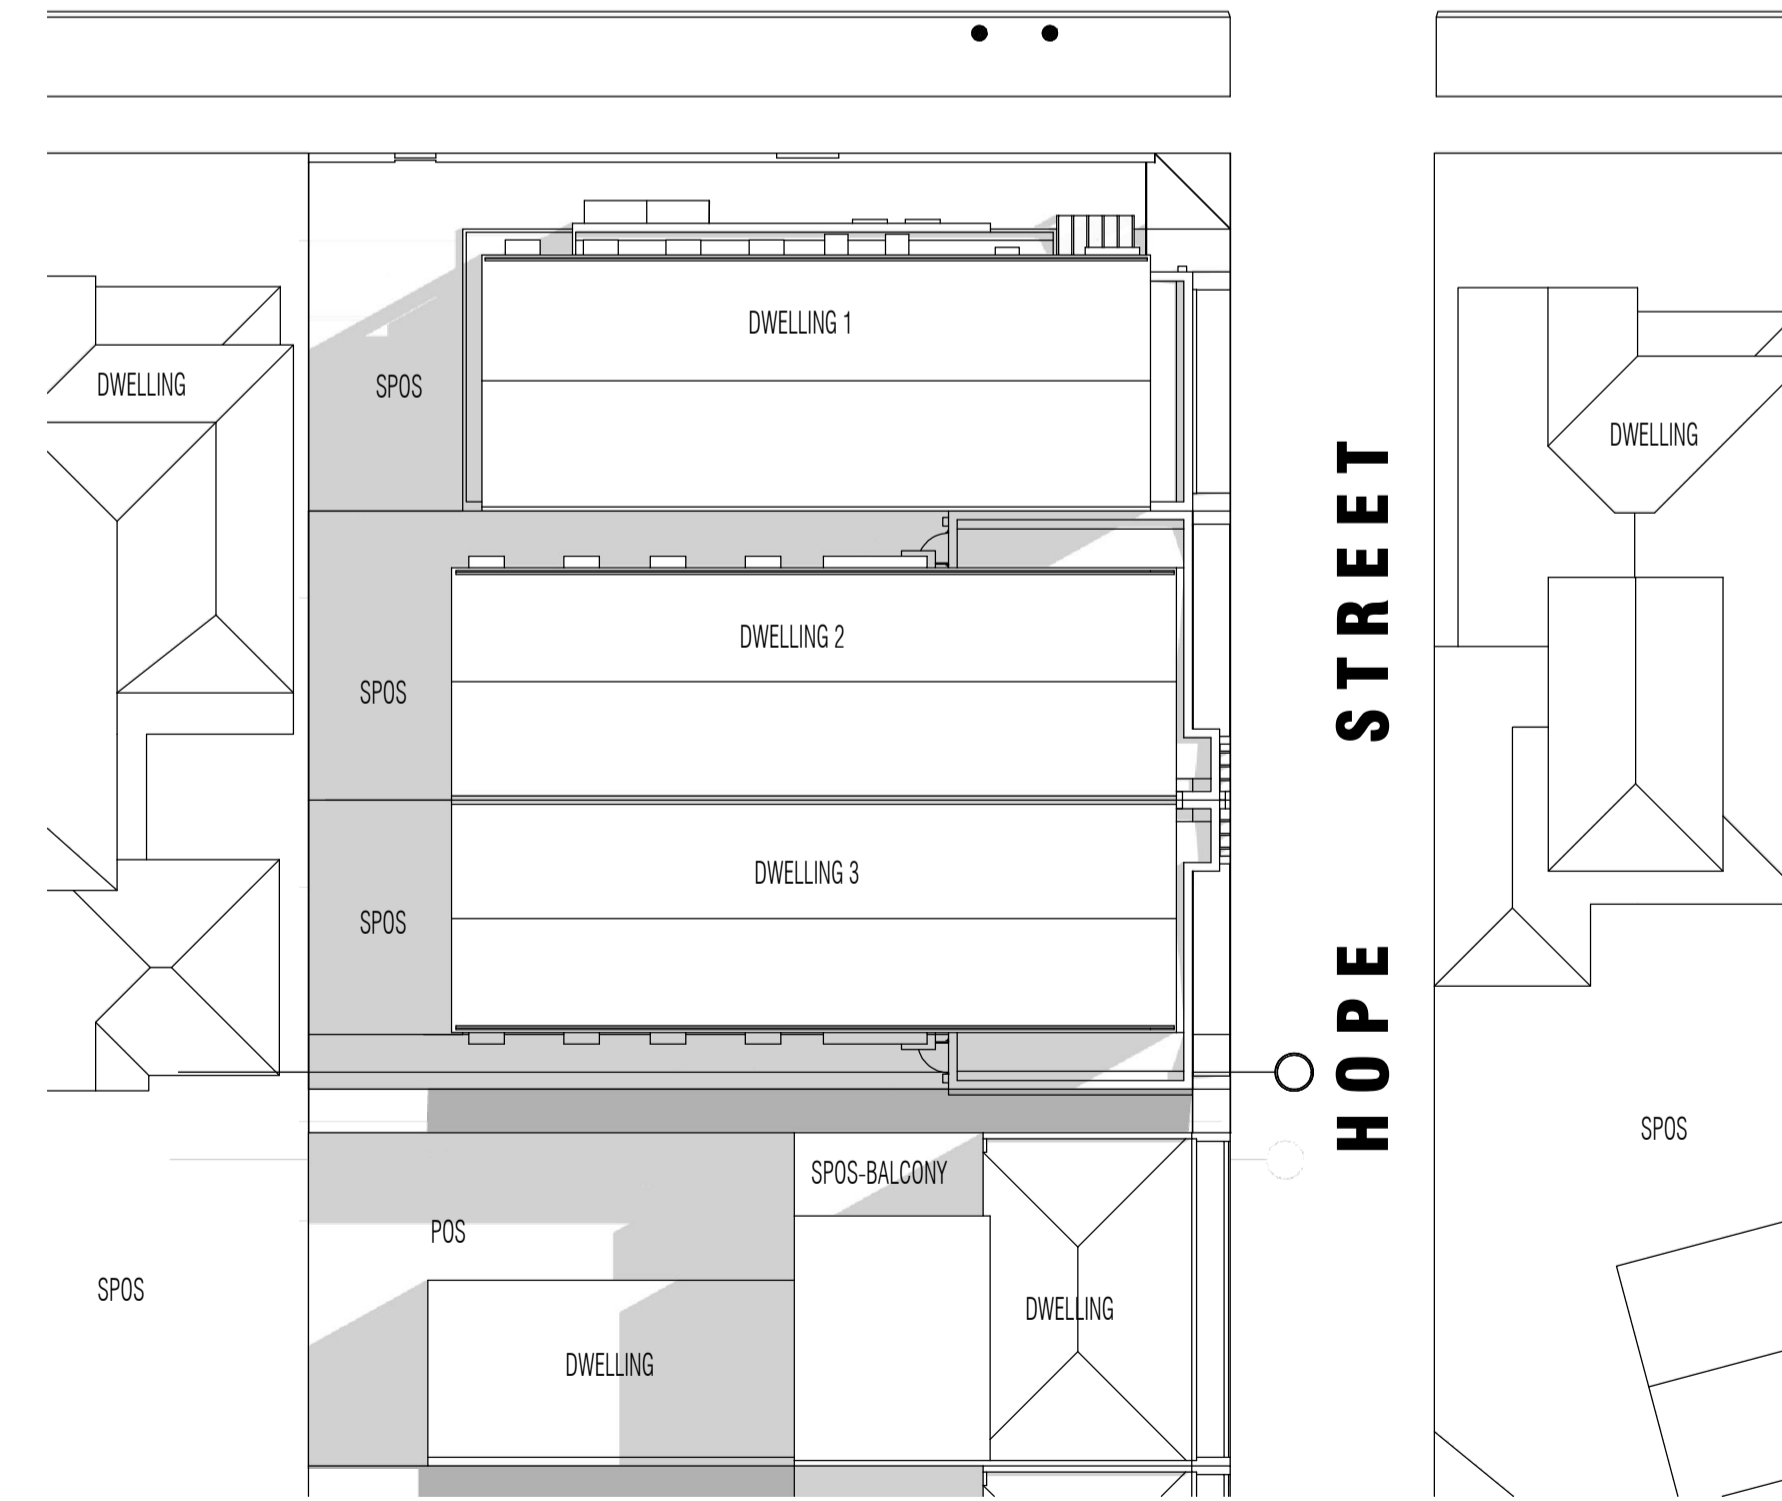 DWELLING 1
DWELLING
SPOS
DWELLING
DWELLING 2
SPOS
DWELLING 3
SPOS
HOPE STREET
SPOS
SPOS-BALCONY
POS
SPOS
DWELLING
DWELLING